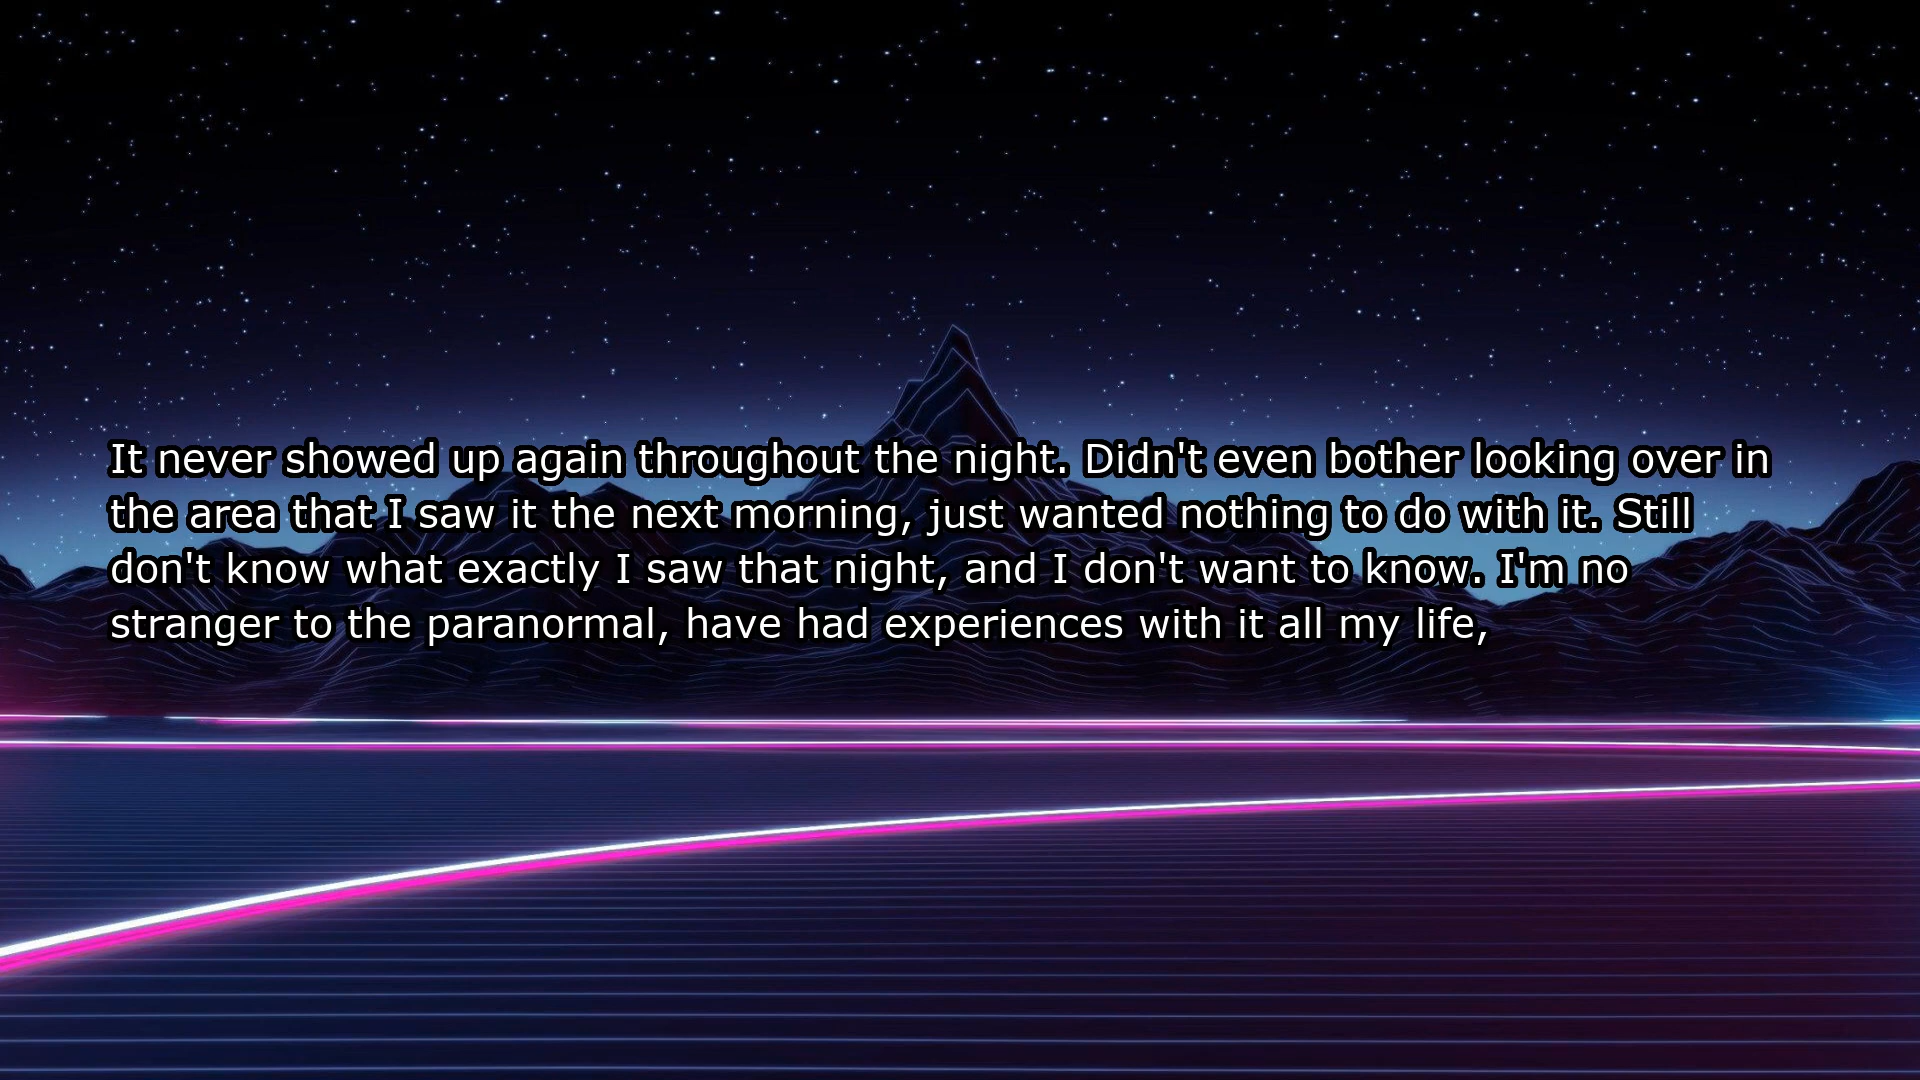 It never showed up again throughout the night. Didn't even bother looking over in
the area that I saw it the next morning, just wanted nothing to do with it. Still
don't know what exactly I saw that night, and I don't want to know. I'm no
stranger to the paranormal, have had experiences with it all my life,